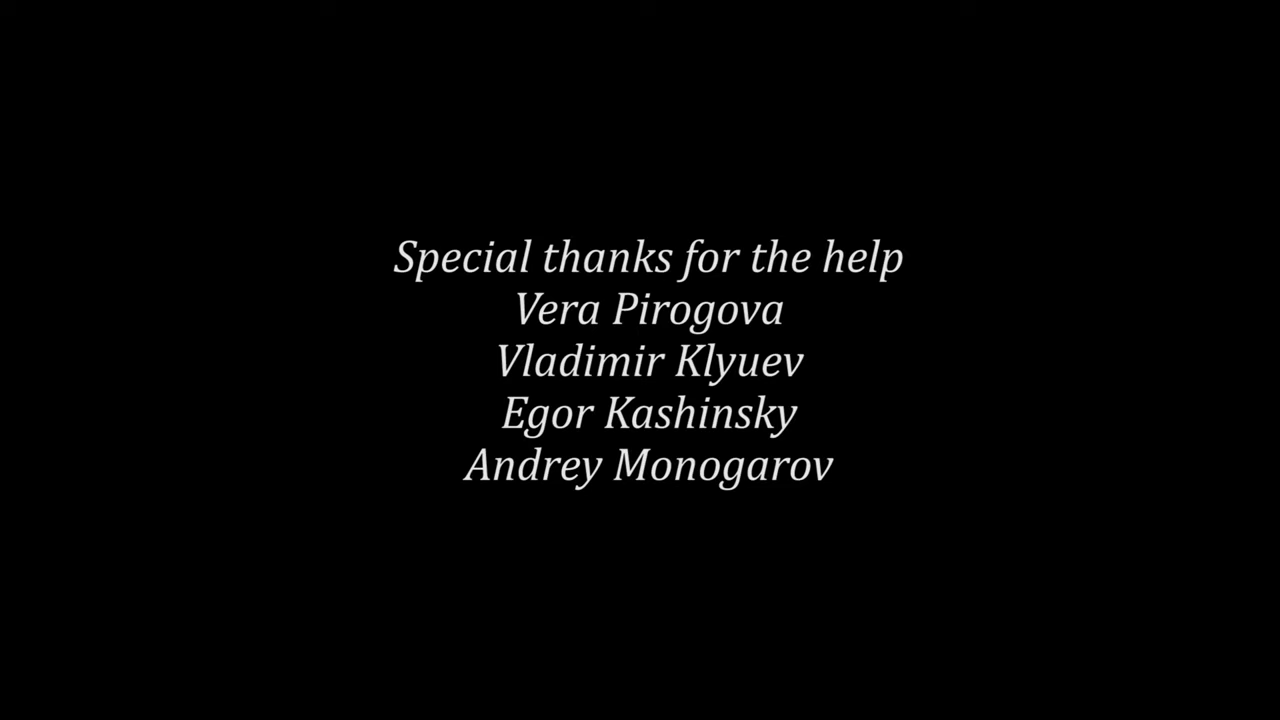 Special thanks for the help
Vera Pirogova
Vladimir Klyuev
Egor Kashinsky
Andrey Monogarov